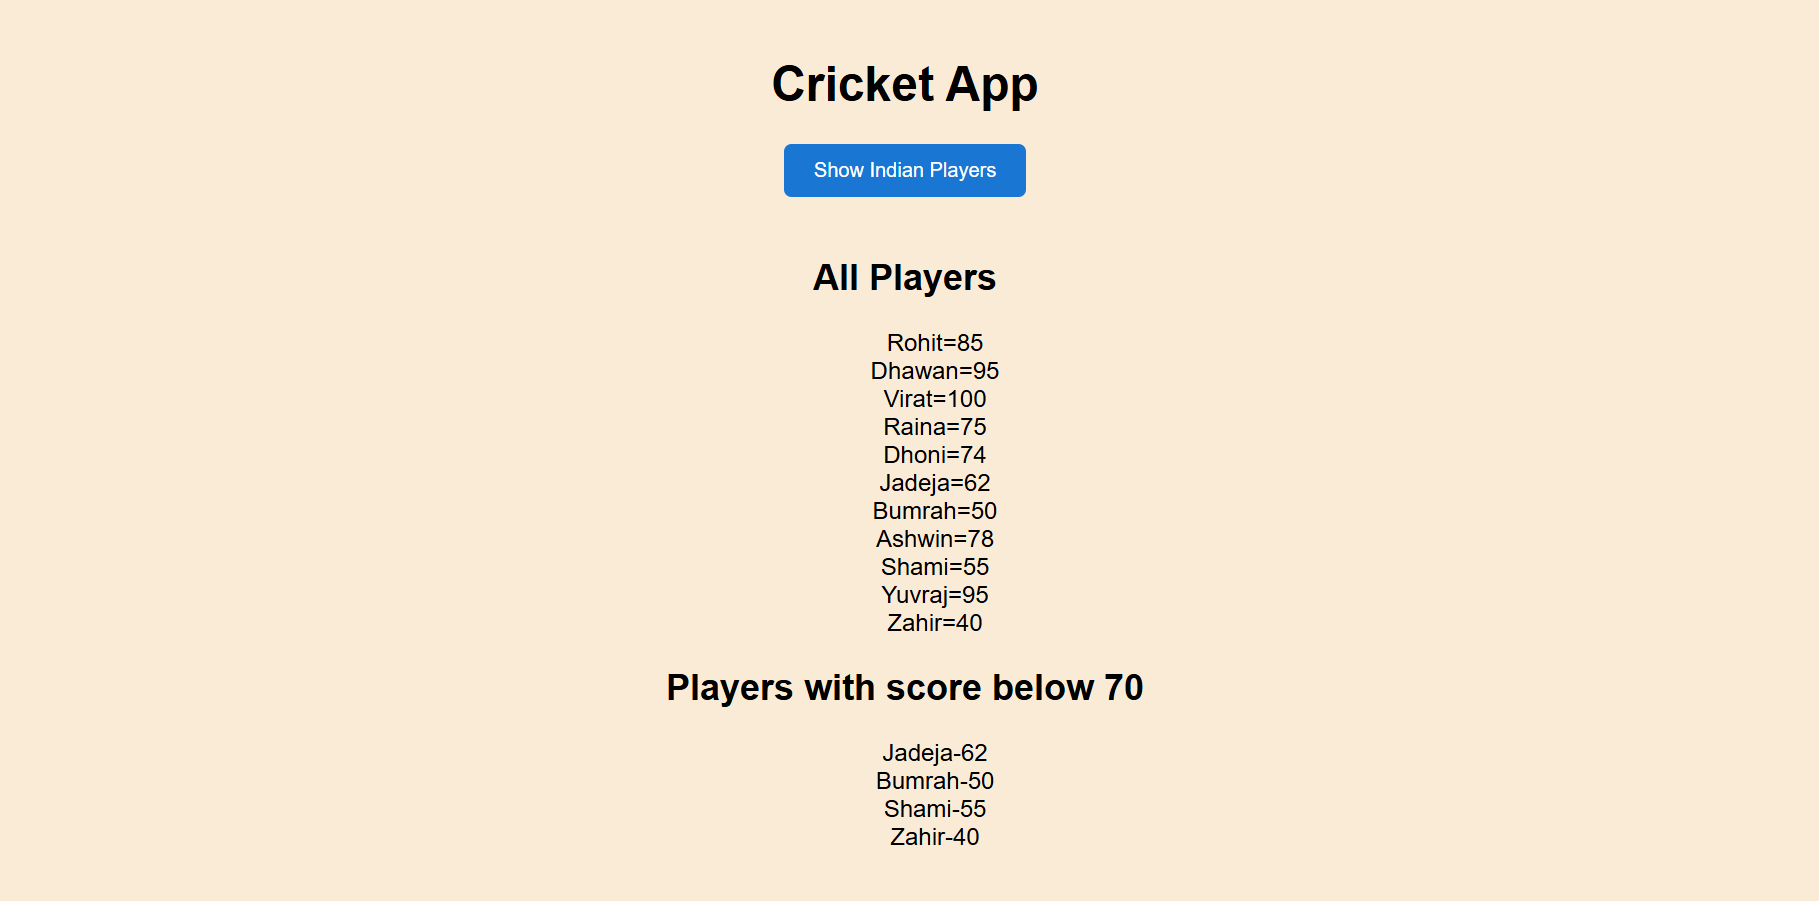 Cricket App
Show Indian Players
All Players
Rohit=85
Dhawan=95
Virat=100
Raina=75
Dhoni=74
Jadeja=62
Bumrah=50
Ashwin=78
Shami=55
Yuvraj=95
Zahir=40
Players with score below 70
Jadeja-62
Bumrah-50
Shami-55
Zahir-40